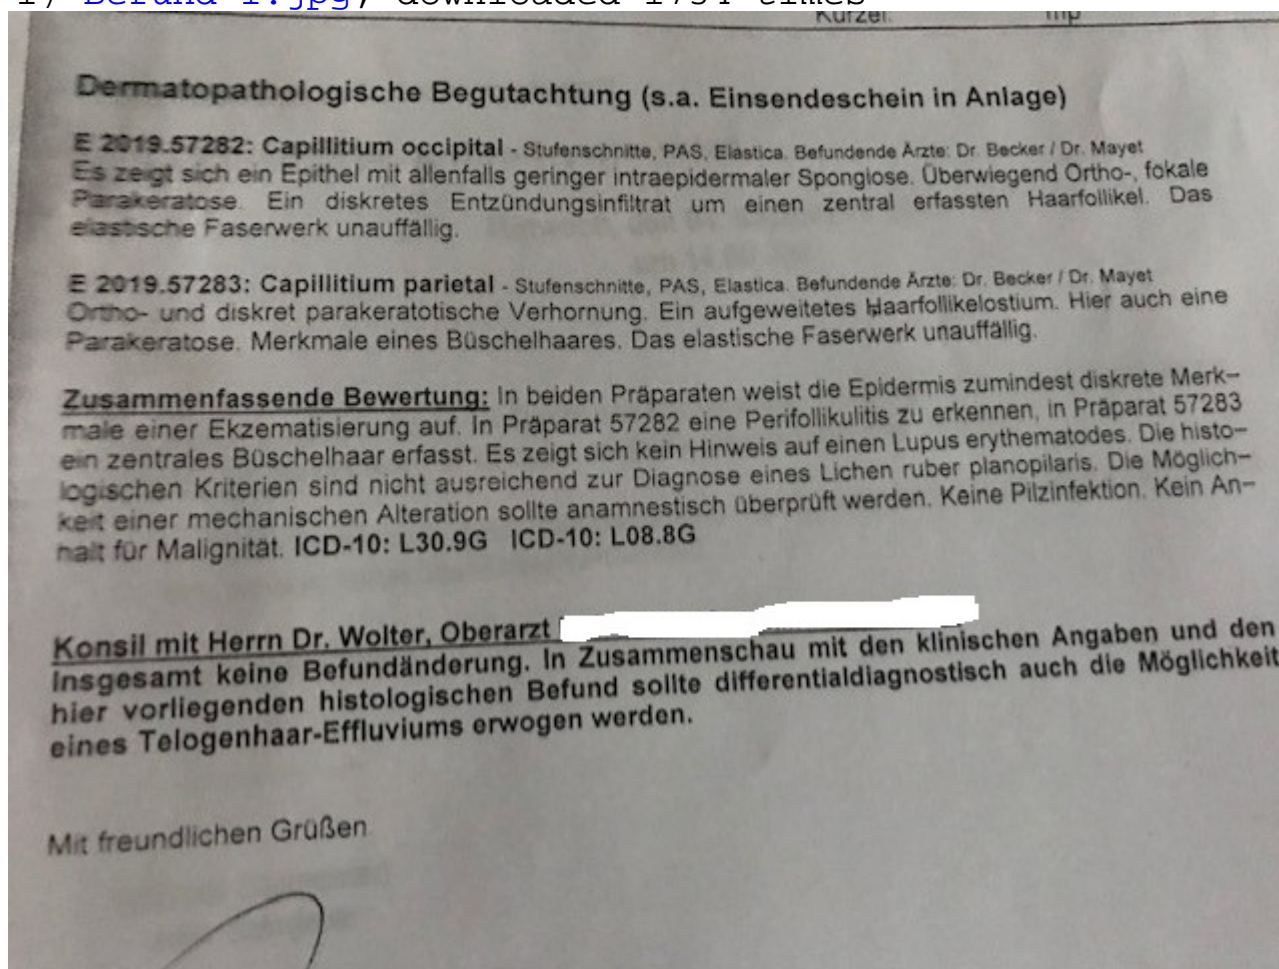 1) Befund 1.jpg, downloaded 1754 times
Kürzel: mp
Dermatopathologische Begutachtung (s.a. Einsendeschein in Anlage)
E 2019.57282: Capillitium occipital - Stufenschnitte, PAS, Elastica. Befundende Ärzte: Dr. Becker / Dr. Mayet
Es zeigt sich ein Epithel mit allenfalls geringer intraepidermaler Spongiose. Überwiegend Ortho-, fokale
Parakeratose. Ein diskretes Entzündungsinfiltrat um einen zentral erfassten Haarfollikel. Das
elastische Faserwerk unauffällig.
E 2019.57283: Capillitium parietal - Stufenschnitte, PAS, Elastica. Befundende Ärzte: Dr. Becker / Dr. Mayet
Ortho- und diskret parakeratotische Verhornung. Ein aufgeweitetes Haarfollikelostium. Hier auch eine
Parakeratose. Merkmale eines Büschelhaares. Das elastische Faserwerk unauffällig.
Zusammenfassende Bewertung: In beiden Präparaten weist die Epidermis zumindest diskrete Merk-
male einer Ekzematisierung auf. In Präparat 57282 eine Perifollikulitis zu erkennen, in Präparat 57283
ein zentrales Büschelhaar erfasst. Es zeigt sich kein Hinweis auf einen Lupus erythematodes. Die histo-
logischen Kriterien sind nicht ausreichend zur Diagnose eines Lichen ruber planopilaris. Die Möglich-
keit einer mechanischen Alteration sollte anamnestisch überprüft werden. Keine Pilzinfektion. Kein An-
halt für Malignität. ICD-10: L30.9G ICD-10: L08.8G
Konsil mit Herrn Dr. Wolter, Oberarzt
Insgesamt keine Befundänderung. In Zusammenschau mit den klinischen Angaben und den
hier vorliegenden histologischen Befund sollte differentialdiagnostisch auch die Möglichkeit
eines Telogenhaar-Effluviums erwogen werden.
Mit freundlichen Grüßen